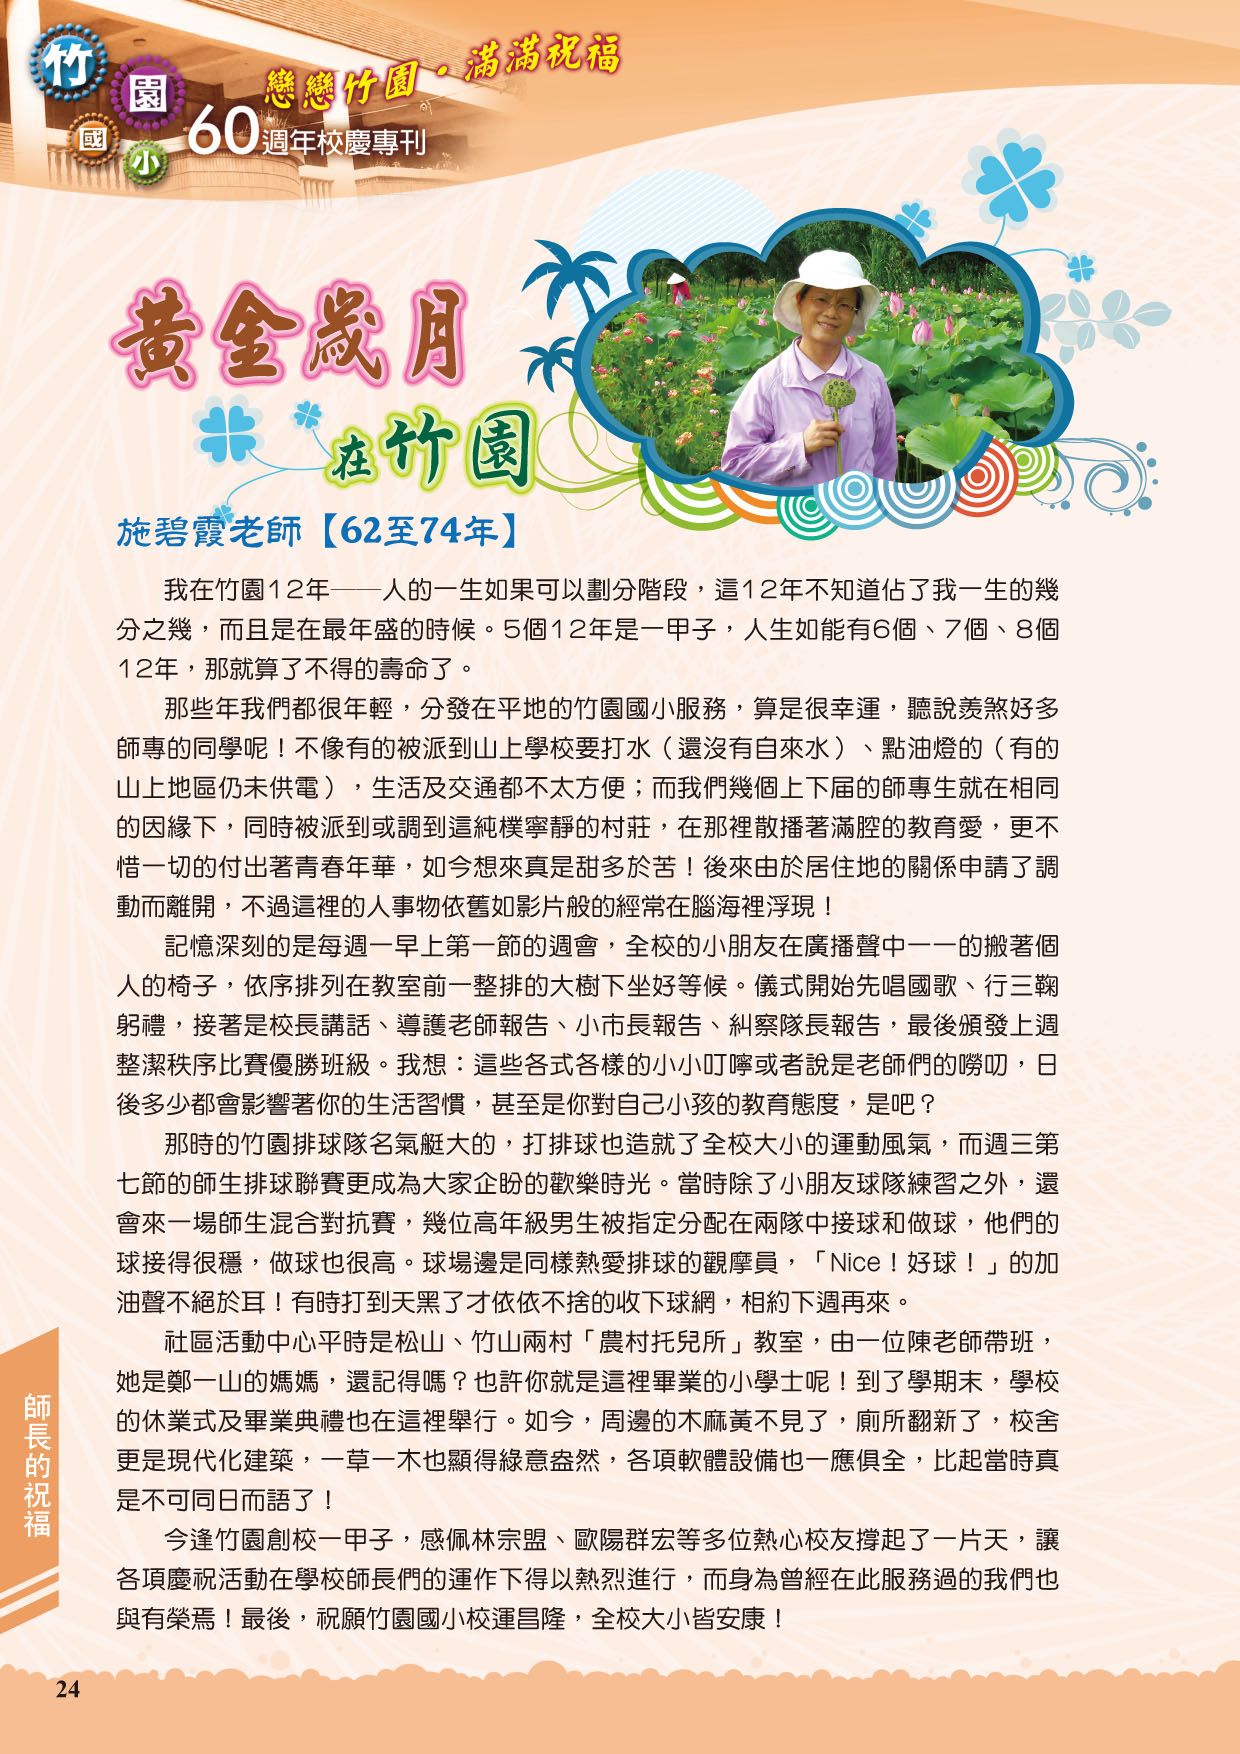 竹園國小
戀戀竹園・滿滿祝福
60週年校慶專刊
黃金歲月
在竹園
施碧霞老師【62至74年】
我在竹園12年——人的一生如果可以劃分階段，這12年不知道佔了我一生的幾
分之幾，而且是在最年盛的時候。5個12年是一甲子，人生如能有6個、7個、8個
12年，那就算了不得的壽命了。
那些年我們都很年輕，分發在平地的竹園國小服務，算是很幸運，聽說羨煞好多
師專的同學呢！不像有的被派到山上學校要打水（還沒有自來水）、點油燈的（有的
山上地區仍未供電），生活及交通都不太方便；而我們幾個上下屆的師專生就在相同
的因緣下，同時被派到或調到這純樸寧靜的村莊，在那裡散播著滿腔的教育愛，更不
惜一切的付出著青春年華，如今想來真是甜多於苦！後來由於居住地的關係申請了調
動而離開，不過這裡的人事物依舊如影片般的經常在腦海裡浮現！
記憶深刻的是每週一早上第一節的週會，全校的小朋友在廣播聲中一一的搬著個
人的椅子，依序排列在教室前一整排的大樹下坐好等候。儀式開始先唱國歌、行三鞠
躬禮，接著是校長講話、導護老師報告、小市長報告、糾察隊長報告，最後頒發上週
整潔秩序比賽優勝班級。我想：這些各式各樣的小小叮嚀或者說是老師們的嘮叨，日
後多少都會影響著你的生活習慣，甚至是你對自己小孩的教育態度，是吧？
那時的竹園排球隊名氣艇大的，打排球也造就了全校大小的運動風氣，而週三第
七節的師生排球聯賽更成為大家企盼的歡樂時光。當時除了小朋友球隊練習之外，還
會來一場師生混合對抗賽，幾位高年級男生被指定分配在兩隊中接球和做球，他們的
球接得很穩，做球也很高。球場邊是同樣熱愛排球的觀摩員，「Nice！好球！」的加
油聲不絕於耳！有時打到天黑了才依依不捨的收下球網，相約下週再來。
社區活動中心平時是松山、竹山兩村「農村托兒所」教室，由一位陳老師帶班，
她是鄭一山的媽媽，還記得嗎？也許你就是這裡畢業的小學士呢！到了學期末，學校
的休業式及畢業典禮也在這裡舉行。如今，周邊的木麻黃不見了，廁所翻新了，校舍
更是現代化建築，一草一木也顯得綠意盎然，各項軟體設備也一應俱全，比起當時真
是不可同日而語了！
今逢竹園創校一甲子，感佩林宗盟、歐陽群宏等多位熱心校友撐起了一片天，讓
各項慶祝活動在學校師長們的運作下得以熱烈進行，而身為曾經在此服務過的我們也
與有榮焉！最後，祝願竹園國小校運昌隆，全校大小皆安康！
師長的祝福
24